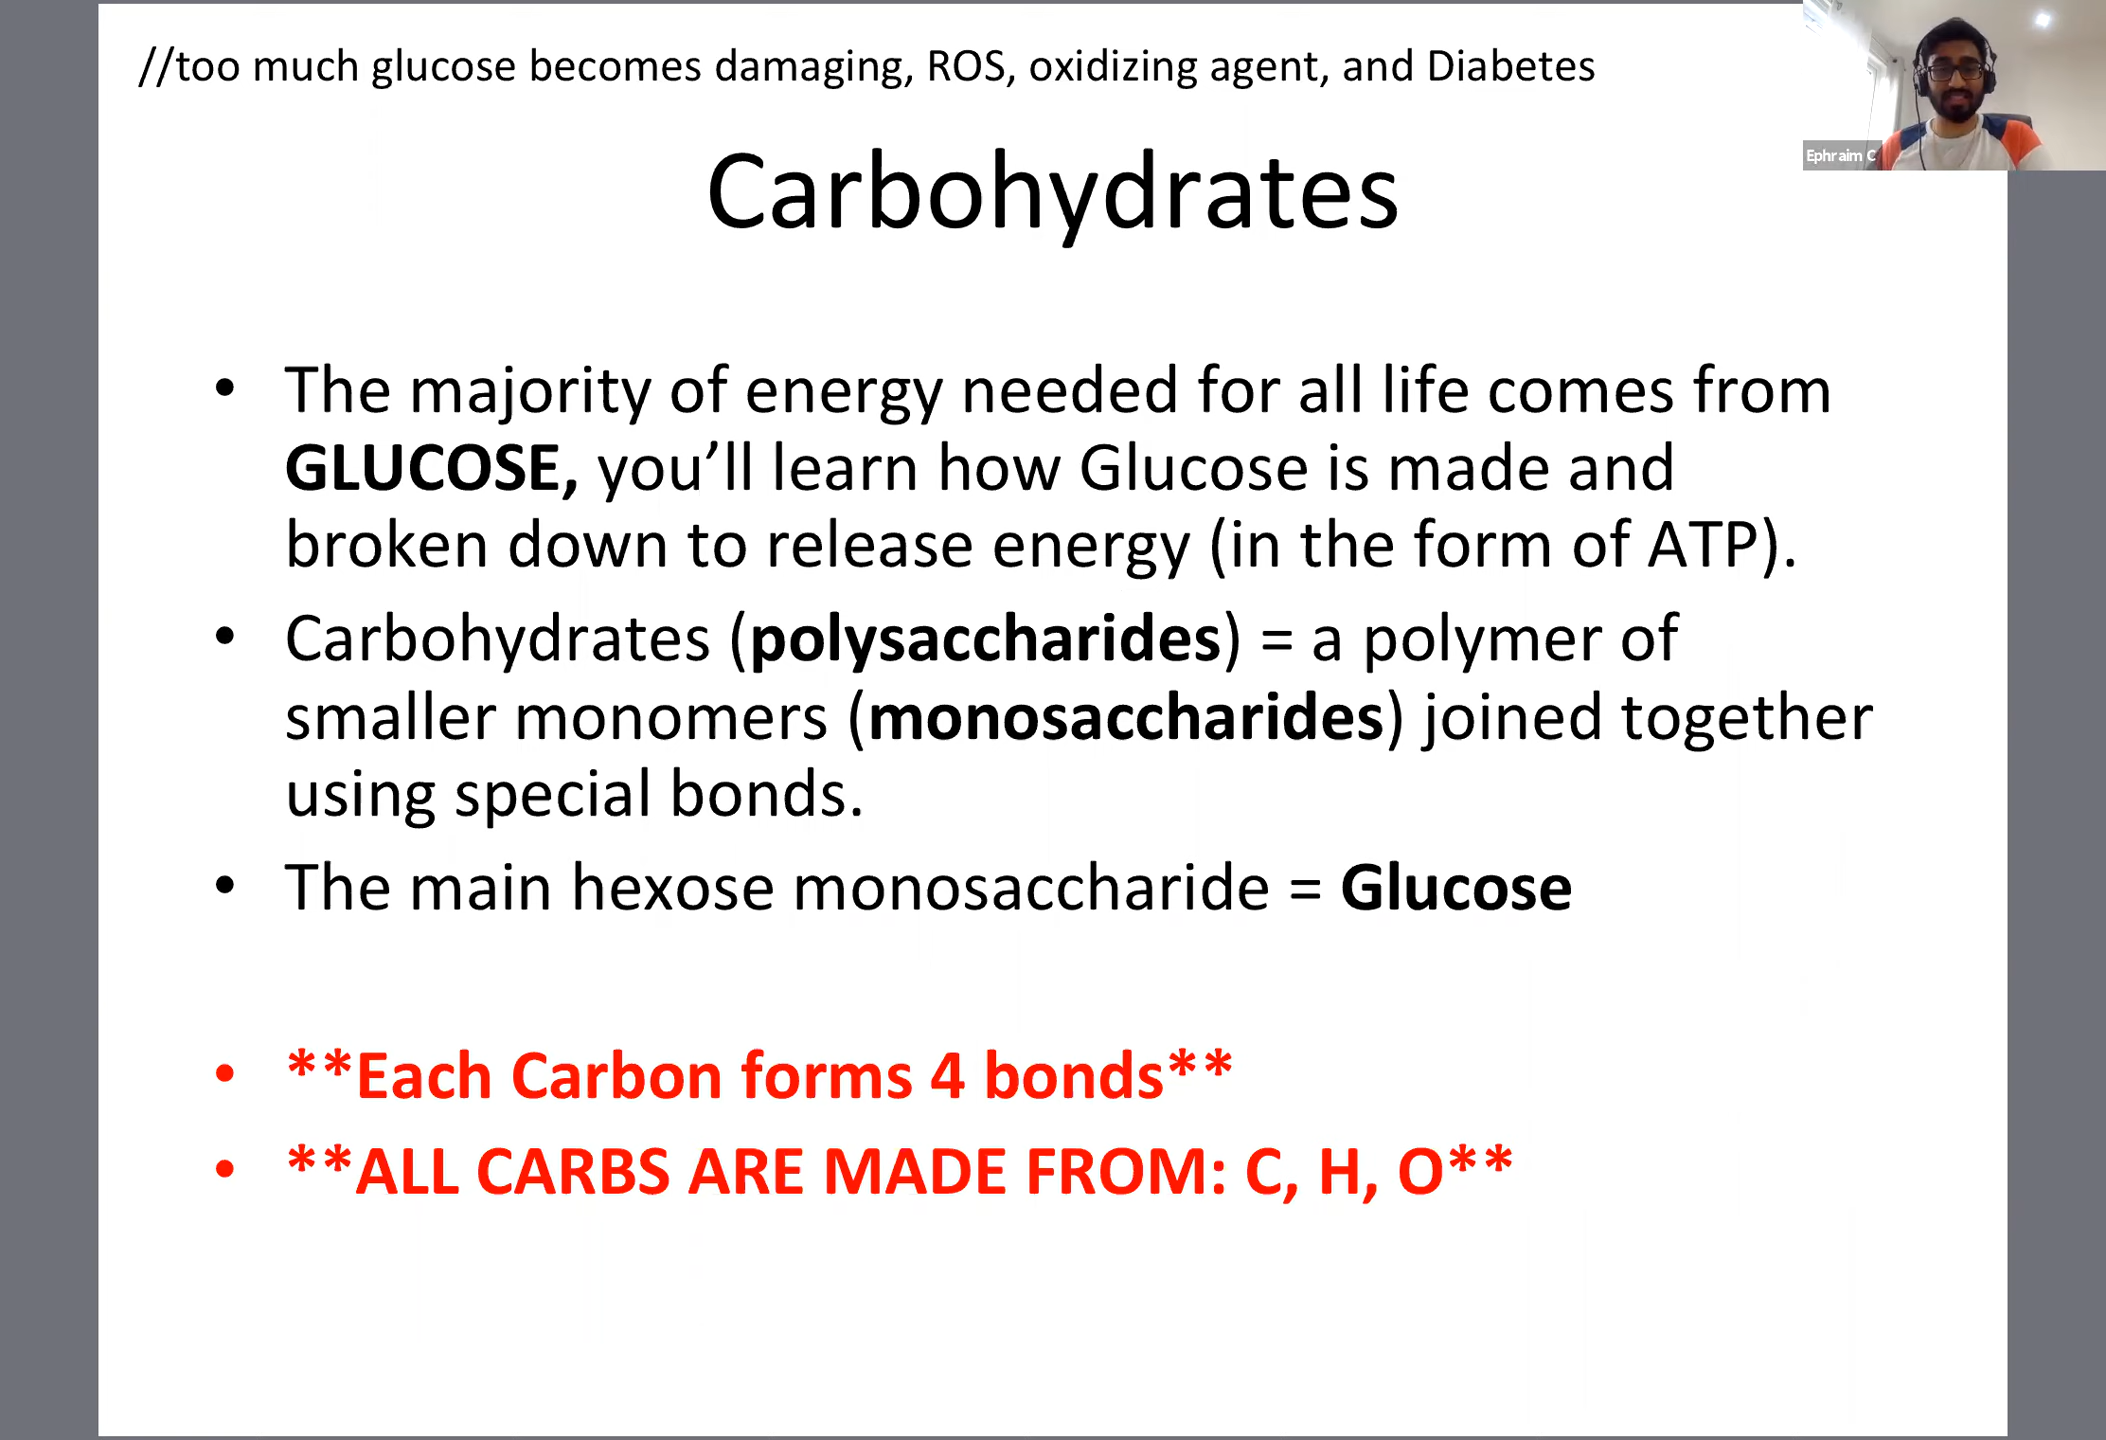 //too much glucose becomes damaging, ROS, oxidizing agent, and Diabetes
Ephraim C
Carbohydrates
• The majority of energy needed for all life comes from
GLUCOSE, you’ll learn how Glucose is made and
broken down to release energy (in the form of ATP).
• Carbohydrates (polysaccharides) = a polymer of
smaller monomers (monosaccharides) joined together
using special bonds.
• The main hexose monosaccharide = Glucose
• **Each Carbon forms 4 bonds**
• **ALL CARBS ARE MADE FROM: C, H, O**